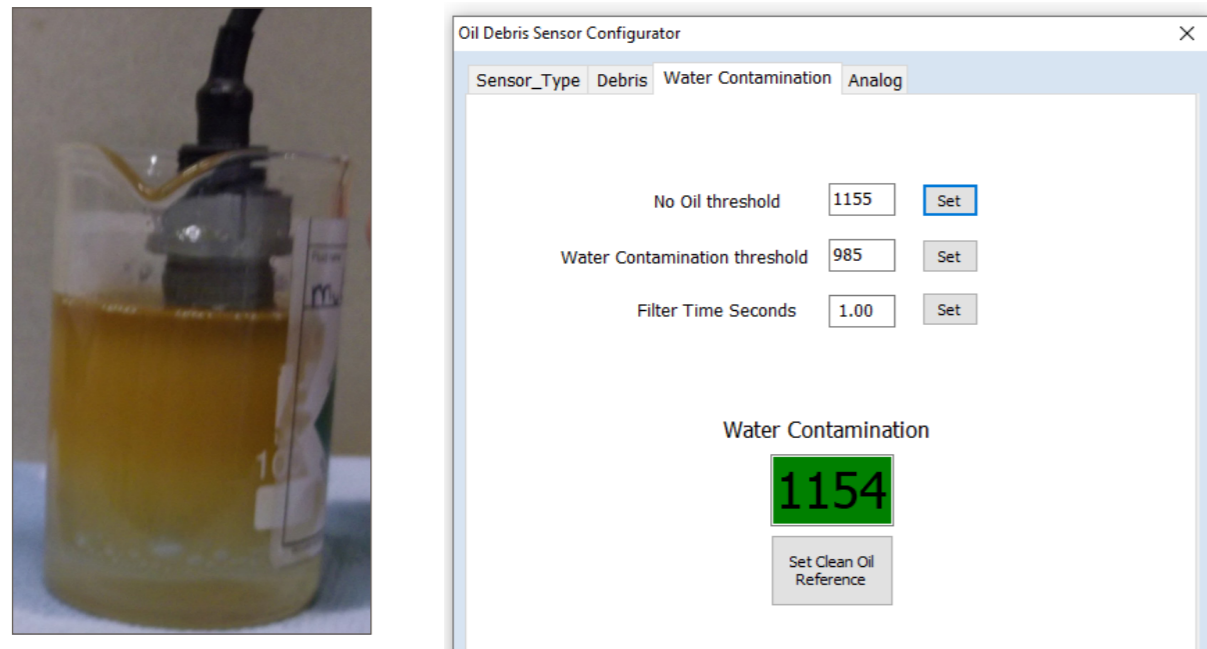 Oil Debris Sensor Configurator
Sensor_Type Debris Water Contamination Analog
No Oil threshold 1155 Set
Water Contamination threshold 985 Set
Filter Time Seconds 1.00 Set
Water Contamination
1154
Set Clean Oil
Reference
10